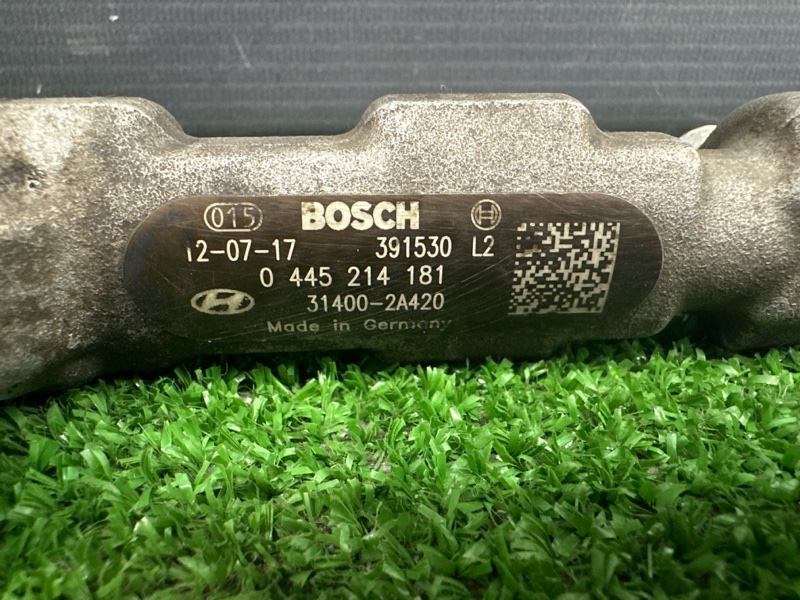 015 BOSCH
12-07-17 391530 L2
0 445 214 181
31400-2A420
Made in Germany